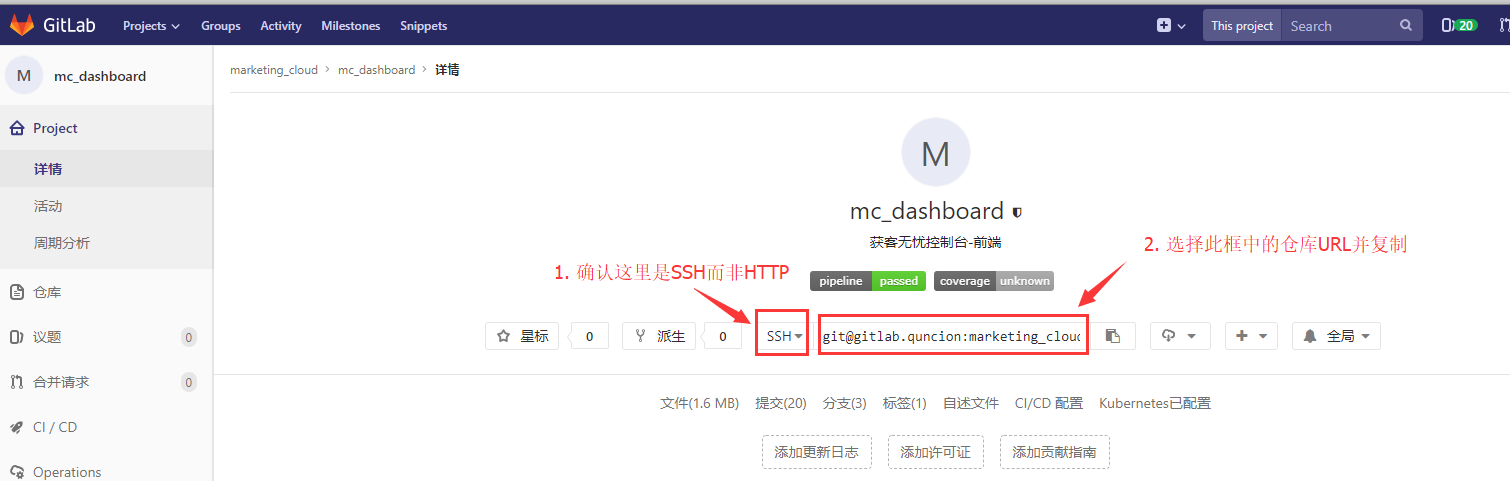 GitLab Projects Groups Activity Milestones Snippets This project Search 20
M mc_dashboard
marketing_cloud > mc_dashboard > 详情
Project
详情
活动
周期分析
仓库
议题 0
合并请求 0
CI / CD
Operations
M
mc_dashboard
获客无忧控制台-前端
1. 确认这里是SSH而非HTTP
2. 选择此框中的仓库URL并复制
pipeline passed coverage unknown
星标 0 派生 0 SSH git@gitlab.quncion:marketing_cloud 全局
文件(1.6 MB) 提交(20) 分支(3) 标签(1) 自述文件 CI/CD 配置 Kubernetes已配置
添加更新日志 添加许可证 添加贡献指南